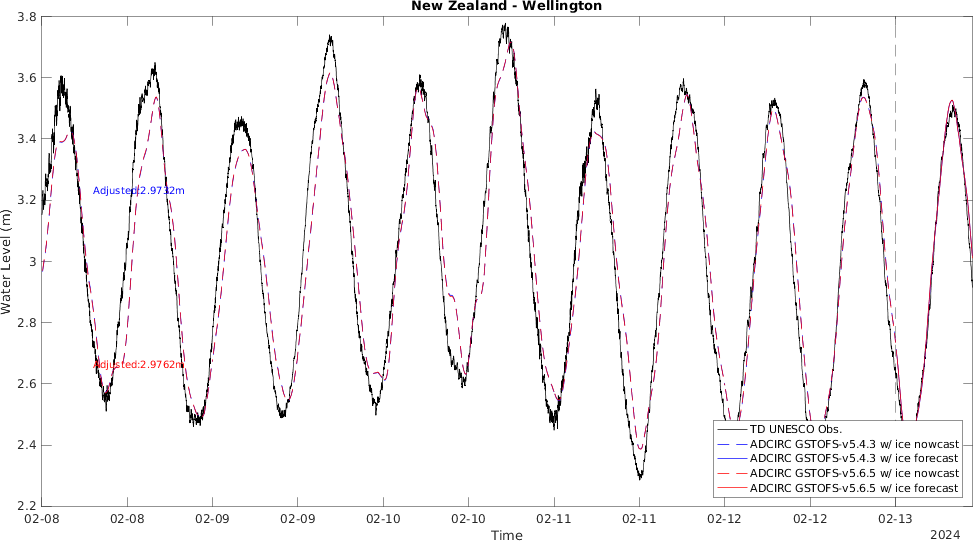 New Zealand - Wellington
3.8
3.6
3.4
3.2
3
2.8
2.6
2.4
2.2
Water Level (m)
Adjusted:2.9732m
Adjusted:2.9762m
TD UNESCO Obs.
ADCIRC GSTOFS-v5.4.3 w/ ice nowcast
ADCIRC GSTOFS-v5.4.3 w/ ice forecast
ADCIRC GSTOFS-v5.6.5 w/ ice nowcast
ADCIRC GSTOFS-v5.6.5 w/ ice forecast
02-08 02-08 02-09 02-09 02-10 02-10 02-11 02-11 02-12 02-12 02-13
Time
2024